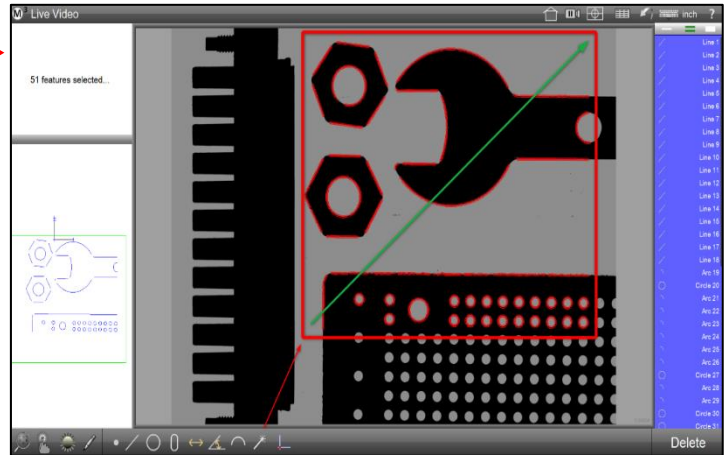 M3 Live Video
inch ?
51 features selected...
Line 1
Line 2
Line 3
Line 4
Line 5
Line 6
Line 7
Line 8
Line 9
Line 10
Line 11
Line 12
Line 13
Line 14
Line 15
Line 16
Line 17
Line 18
Arc 19
Circle 20
Arc 21
Arc 22
Arc 23
Arc 24
Arc 25
Arc 26
Circle 27
Arc 28
Arc 29
Circle 30
Circle 31
Delete